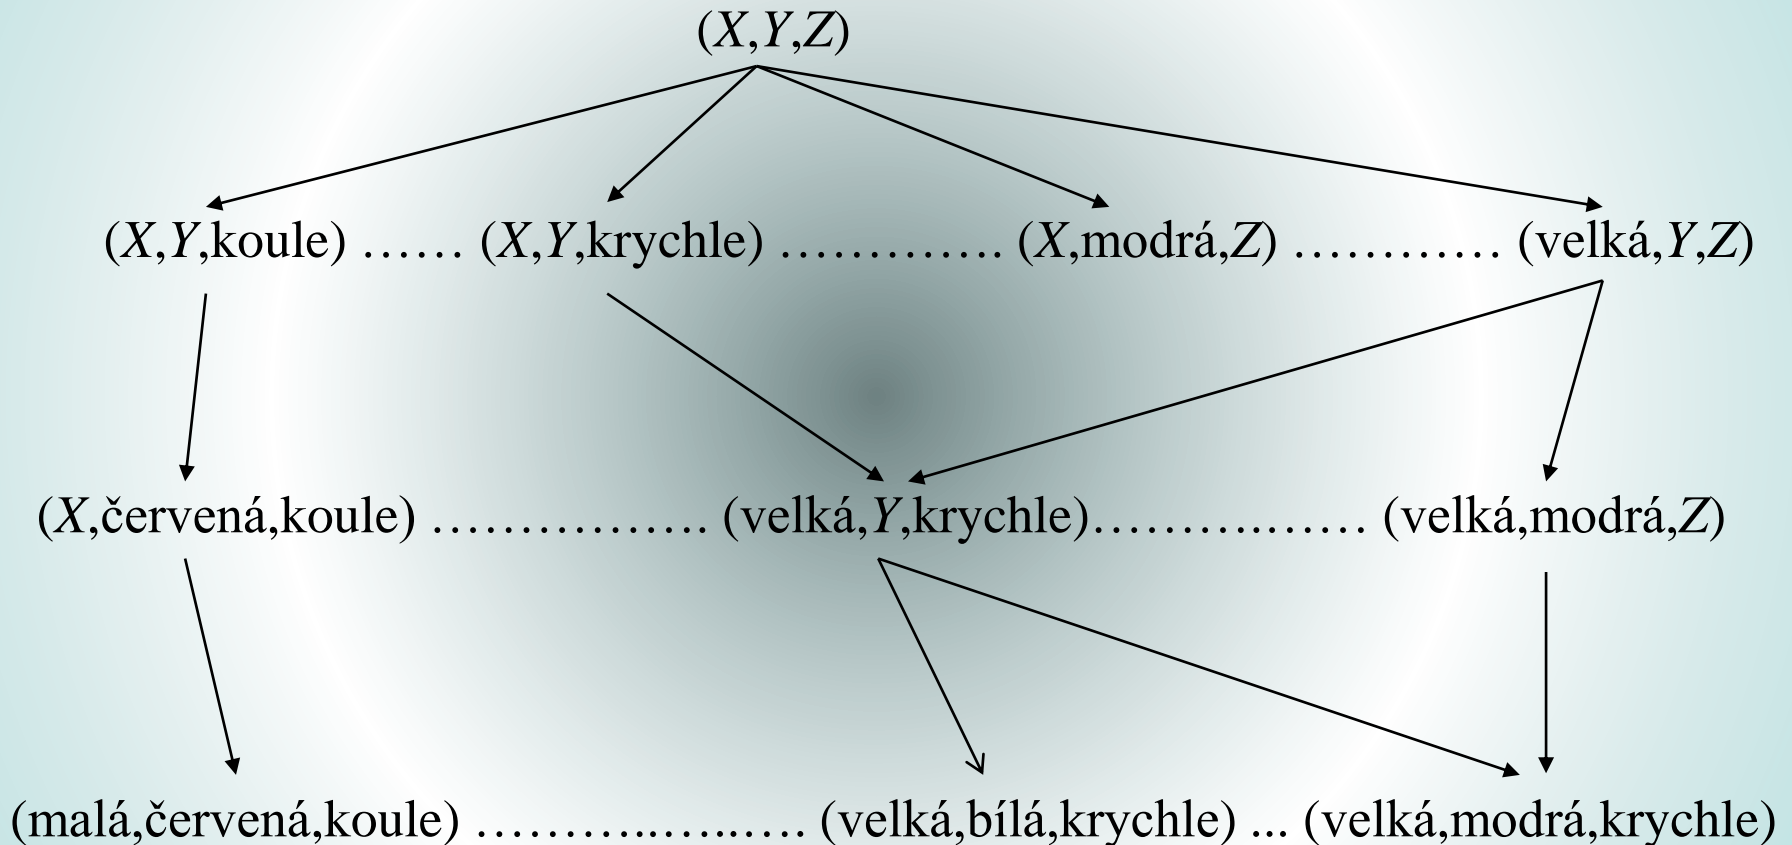 (X,Y,Z)
(X,Y,koule) …… (X,Y,krychle) …………. (X,modrá,Z) ………… (velká,Y,Z)
(X,červená,koule) ……………. (velká,Y,krychle)……….…… (velká,modrá,Z)
(malá,červená,koule) ………..…..…. (velká,bílá,krychle) ... (velká,modrá,krychle)